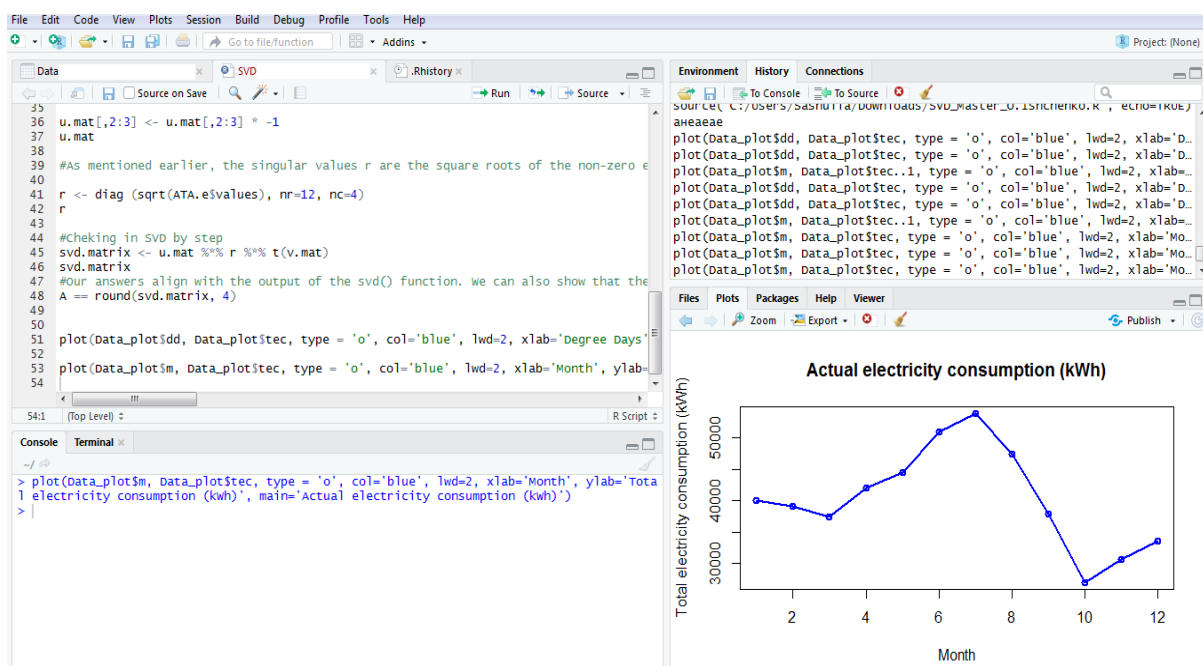 File Edit Code View Plots Session Build Debug Profile Tools Help
Go to file/function Addins Project: (None)
Data SVD .Rhistory
Source on Save Run Source
35
36 u.mat[,2:3] <- u.mat[,2:3] * -1
37 u.mat
38
39 #As mentioned earlier, the singular values r are the square roots of the non-zero e
40
41 r <- diag (sqrt(ATA.e$values), nr=12, nc=4)
42 r
43
44 #Cheking in SVD by step
45 svd.matrix <- u.mat %*% r %*% t(v.mat)
46 svd.matrix
47 #Our answers align with the output of the svd() function. We can also show that the
48 A == round(svd.matrix, 4)
49
50
51 plot(Data_plot$dd, Data_plot$tec, type = 'o', col='blue', lwd=2, xlab='Degree Days'
52
53 plot(Data_plot$m, Data_plot$tec, type = 'o', col='blue', lwd=2, xlab='Month', ylab=
54
54:1 (Top Level) R Script
Console Terminal
~/
> plot(Data_plot$m, Data_plot$tec, type = 'o', col='blue', lwd=2, xlab='Month', ylab='Tota
l electricity consumption (kWh)', main='Actual electricity consumption (kWh)')
>
Environment History Connections
To Console To Source
source( C:/Users/Sashulia/Downloads/SVD_Master_O.Ishchenko.R , echo=TRUE)
анеаеае
plot(Data_plot$dd, Data_plot$tec, type = 'o', col='blue', lwd=2, xlab='D…
plot(Data_plot$dd, Data_plot$tec, type = 'o', col='blue', lwd=2, xlab='D…
plot(Data_plot$m, Data_plot$tec..1, type = 'o', col='blue', lwd=2, xlab=…
plot(Data_plot$dd, Data_plot$tec, type = 'o', col='blue', lwd=2, xlab='D…
plot(Data_plot$dd, Data_plot$tec, type = 'o', col='blue', lwd=2, xlab='D…
plot(Data_plot$m, Data_plot$tec..1, type = 'o', col='blue', lwd=2, xlab=…
plot(Data_plot$m, Data_plot$tec, type = 'o', col='blue', lwd=2, xlab='Mo…
plot(Data_plot$m, Data_plot$tec, type = 'o', col='blue', lwd=2, xlab='Mo…
plot(Data_plot$m, Data_plot$tec, type = 'o', col='blue', lwd=2, xlab='Mo…
Files Plots Packages Help Viewer
Zoom Export Publish
Actual electricity consumption (kWh)
Total electricity consumption (kWh)
50000
40000
30000
2 4 6 8 10 12
Month